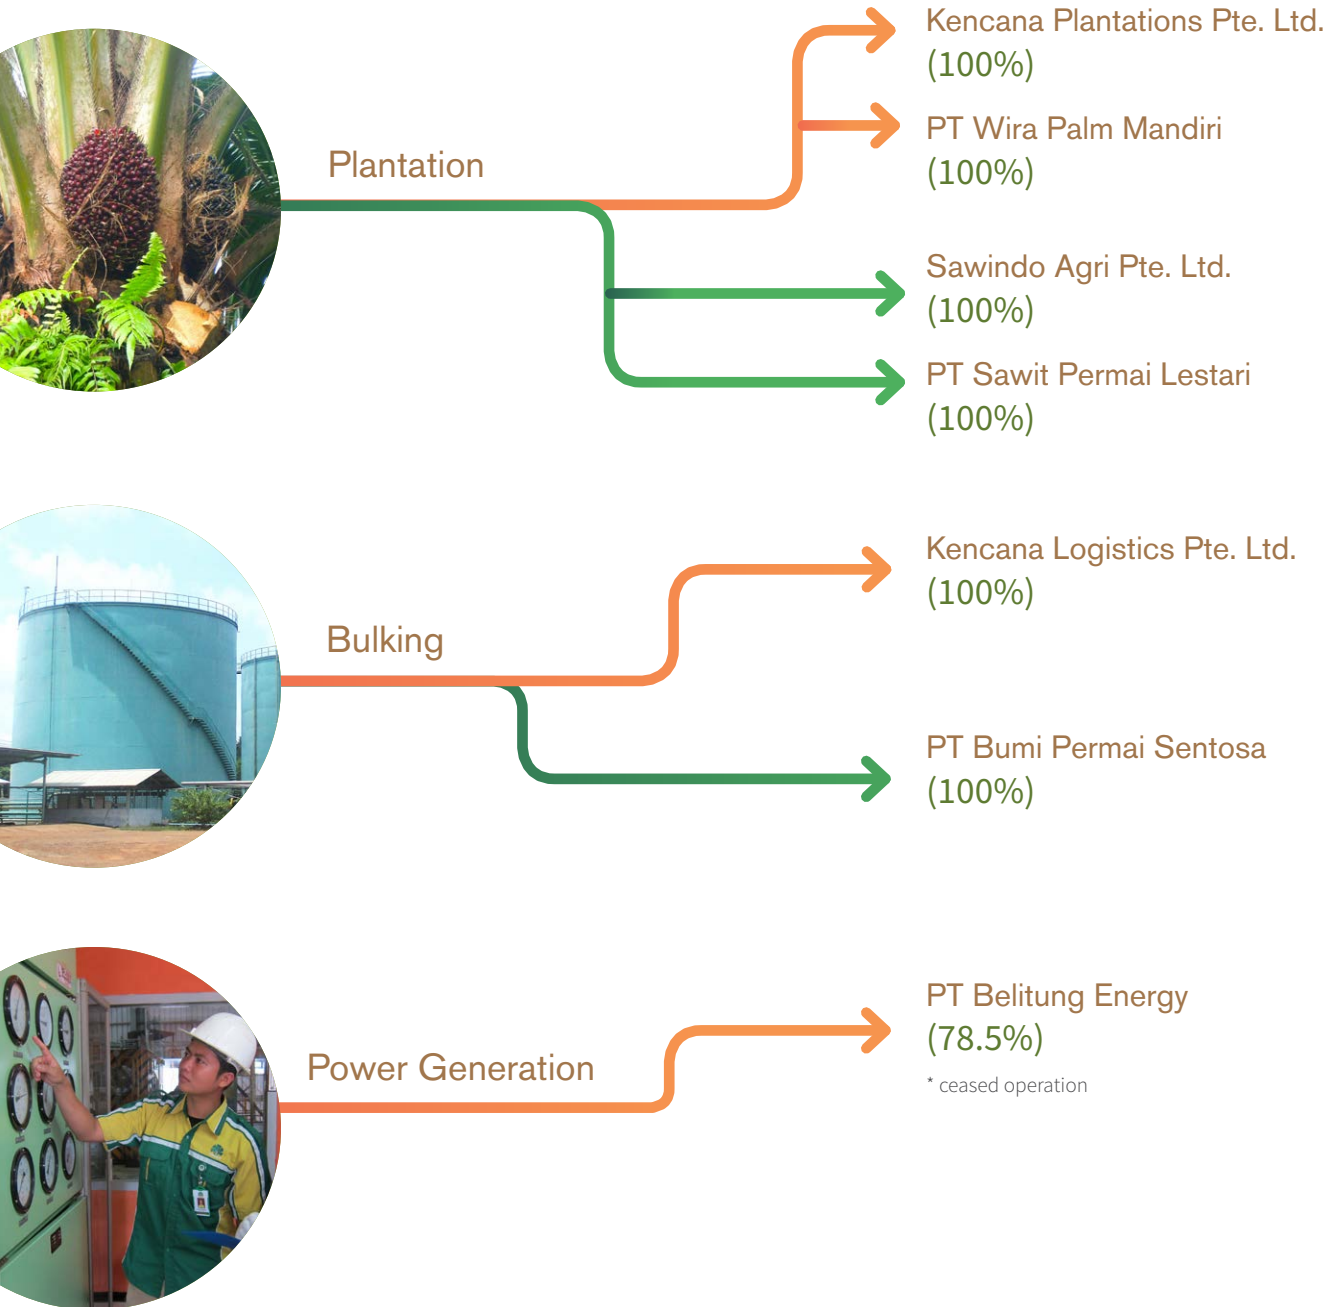 Kencana Plantations Pte. Ltd.
(100%)
PT Wira Palm Mandiri
(100%)
Plantation
Sawindo Agri Pte. Ltd.
(100%)
PT Sawit Permai Lestari
(100%)
Kencana Logistics Pte. Ltd.
(100%)
Bulking
PT Bumi Permai Sentosa
(100%)
PT Belitung Energy
(78.5%)
* ceased operation
Power Generation